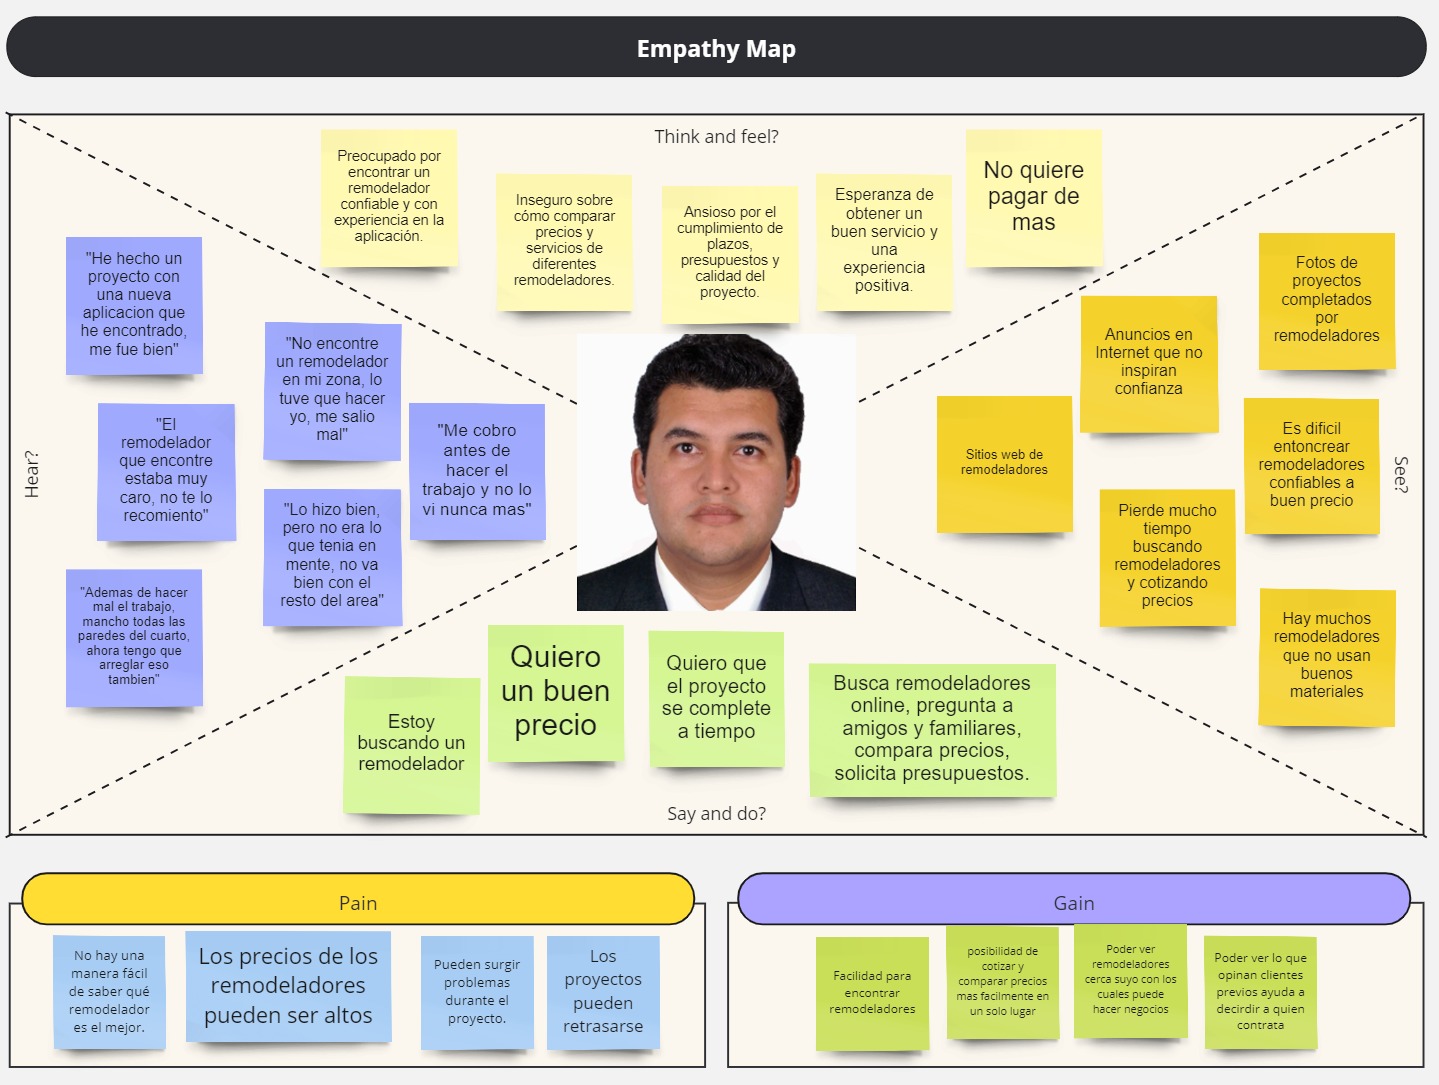 Empathy Map
Think and feel?
Preocupado por
encontrar un
remodelador
confiable y con
experiencia en la
aplicación.
Inseguro sobre
cómo comparar
precios y
servicios de
diferentes
remodeladores.
Ansioso por el
cumplimiento de
plazos,
presupuestos y
calidad del
proyecto.
Esperanza de
obtener un
buen servicio y
una
experiencia
positiva.
No quiere
pagar de
mas
Hear?
"He hecho un
proyecto con
una nueva
aplicacion que
he encontrado,
me fue bien"
"No encontre
un remodelador
en mi zona, lo
tuve que hacer
yo, me salio
mal"
"El
remodelador
que encontre
estaba muy
caro, no te lo
recomiento"
"Me cobro
antes de
hacer el
trabajo y no lo
vi nunca mas"
"Lo hizo bien,
pero no era lo
que tenia en
mente, no va
bien con el
resto del area"
"Ademas de hacer
mal el trabajo,
mancho todas las
paredes del cuarto,
ahora tengo que
arreglar eso
tambien"
See?
Fotos de
proyectos
completados
por
remodeladores
Anuncios en
Internet que no
inspiran
confianza
Sitios web de
remodeladores
Es dificil
entoncrear
remodeladores
confiables a
buen precio
Pierde mucho
tiempo
buscando
remodeladores
y cotizando
precios
Hay muchos
remodeladores
que no usan
buenos
materiales
Estoy
buscando un
remodelador
Quiero
un buen
precio
Quiero que
el proyecto
se complete
a tiempo
Busca remodeladores
online, pregunta a
amigos y familiares,
compara precios,
solicita presupuestos.
Say and do?
Pain
No hay una
manera fácil
de saber qué
remodelador
es el mejor.
Los precios de los
remodeladores
pueden ser altos
Pueden surgir
problemas
durante el
proyecto.
Los
proyectos
pueden
retrasarse
Gain
Facilidad para
encontrar
remodeladores
posibilidad de
cotizar y
comparar precios
mas facilmente en
un solo lugar
Poder ver
remodeladores
cerca suyo con los
cuales puede
hacer negocios
Poder ver lo que
opinan clientes
previos ayuda a
decirdir a quien
contrata